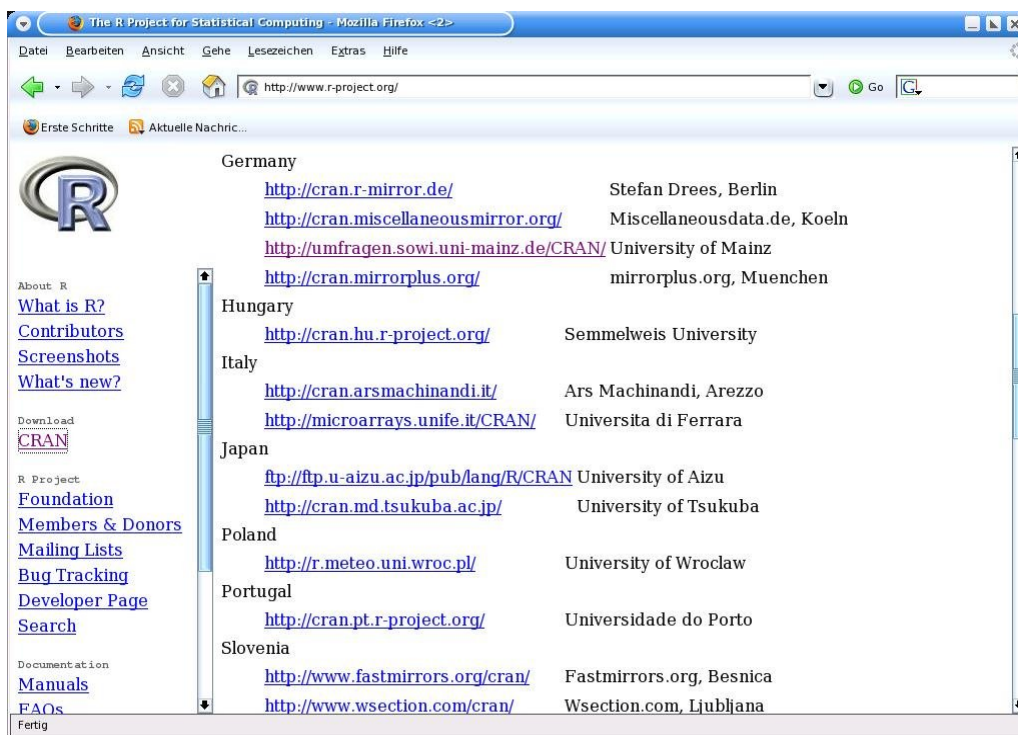 The R Project for Statistical Computing - Mozilla Firefox <2>
Datei Bearbeiten Ansicht Gehe Lesezeichen Extras Hilfe
http://www.r-project.org/ Go G
Erste Schritte Aktuelle Nachric...
R
About R
What is R?
Contributors
Screenshots
What's new?
Download
CRAN
R Project
Foundation
Members & Donors
Mailing Lists
Bug Tracking
Developer Page
Search
Documentation
Manuals
FAQs
Germany
http://cran.r-mirror.de/ Stefan Drees, Berlin
http://cran.miscellaneousmirror.org/ Miscellaneousdata.de, Koeln
http://umfragen.sowi.uni-mainz.de/CRAN/ University of Mainz
http://cran.mirrorplus.org/ mirrorplus.org, Muenchen
Hungary
http://cran.hu.r-project.org/ Semmelweis University
Italy
http://cran.arsmachinandi.it/ Ars Machinandi, Arezzo
http://microarrays.unife.it/CRAN/ Universita di Ferrara
Japan
ftp://ftp.u-aizu.ac.jp/pub/lang/R/CRAN University of Aizu
http://cran.md.tsukuba.ac.jp/ University of Tsukuba
Poland
http://r.meteo.uni.wroc.pl/ University of Wroclaw
Portugal
http://cran.pt.r-project.org/ Universidade do Porto
Slovenia
http://www.fastmirrors.org/cran/ Fastmirrors.org, Besnica
http://www.wsection.com/cran/ Wsection.com, Ljubljana
Fertig